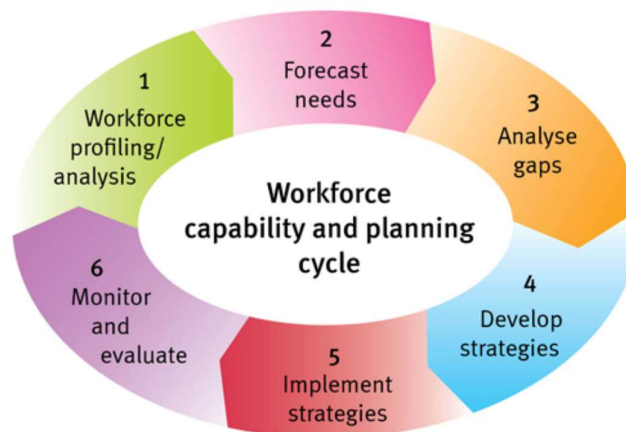 1
Workforce
profiling/
analysis
2
Forecast
needs
3
Analyse
gaps
4
Develop
strategies
5
Implement
strategies
6
Monitor
and
evaluate
Workforce
capability and planning
cycle